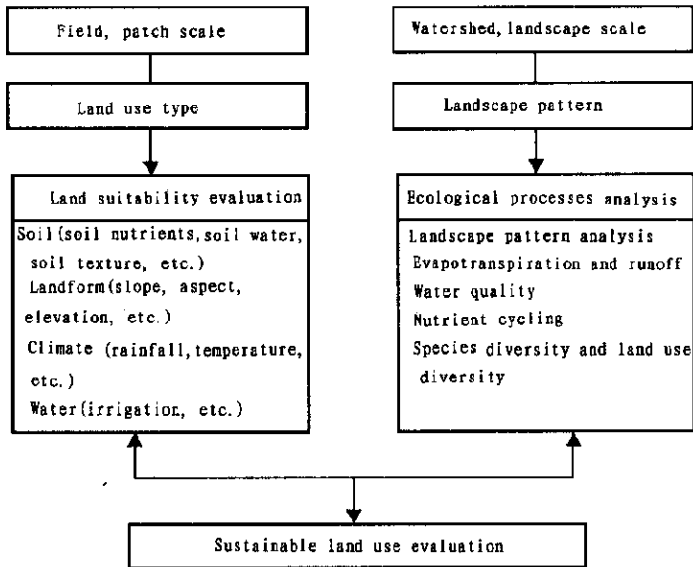 Field, patch scale
Land use type
Land suitability evaluation
Soil(soil nutrients, soil water,
soil texture, etc.)
Landform(slope, aspect,
elevation, etc.)
Climate (rainfall, temperature,
etc.)
Water(irrigation, etc.)
Watershed, landscape scale
Landscape pattern
Ecological processes analysis
Landscape pattern analysis
Evapotranspiration and runoff
Water quality
Nutrient cycling
Species diversity and land use
diversity
Sustainable land use evaluation